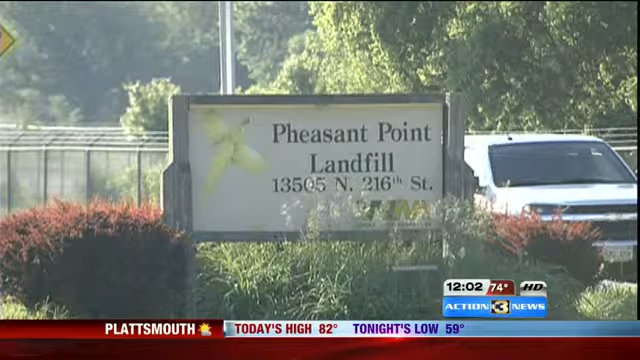 Pheasant Point
Landfill
13505 N. 216th St.
WM
12:02 74° HD
ACTION 3 NEWS
PLATTSMOUTH TODAY'S HIGH 82° TONIGHT'S LOW 59°